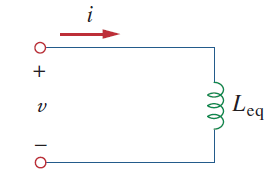 i
+
v
Leq
–